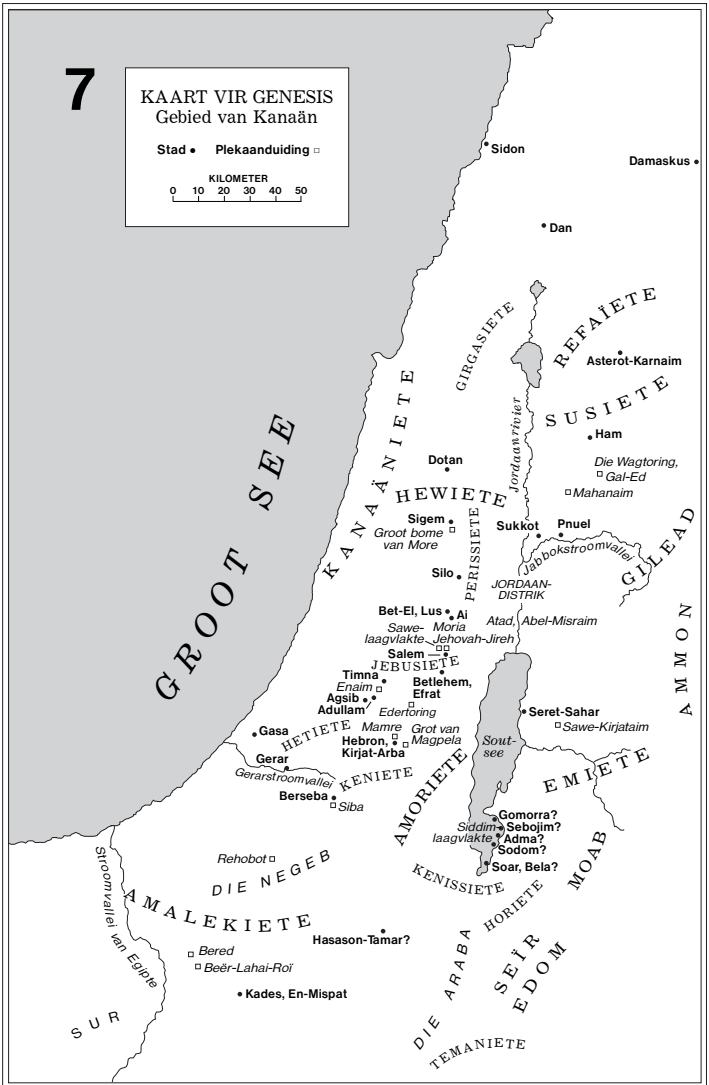 7
KAART VIR GENESIS
Gebied van Kanaän
Stad Plekaanduiding
KILOMETER
0 10 20 30 40 50
Sidon
Damaskus
Dan
GIRGASIETE
REFAÏETE
Asterot-Karnaim
SUSIETE
Ham
Die Wagtoring,
Gal-Ed
Mahanaim
Jordaanrivier
KANAÄNIETE
GROOT SEE
Dotan
HEWIETE
Sigem
Groot bome
van More
PERISSIETE
Sukkot
Pnuel
Jabbokstroomvallei
GILEAD
Silo
JORDAAN-
DISTRIK
Bet-El, Lus
Ai
Atad, Abel-Misraim
Sawe-
laagvlakte
Moria
Jehovah-Jireh
Salem
JEBUSIETE
AMMON
Timna
Enaim
Betlehem,
Efrat
Agsib
Adullam
Edertoring
Seret-Sahar
Sawe-Kirjataim
Gasa
HETIETE
Mamre
Grot van
Magpela
Hebron,
Kirjat-Arba
Sout-
see
Gerar
Gerarstroomvallei
KENIETE
AMORIETE
EMIETE
Berseba
Siba
Gomorra?
Siddim-
laagvlakte
Sebojim?
Adma?
Sodom?
Soar, Bela?
MOAB
Rehobot
DIE NEGEB
KENISSIETE
HORIETE
Stroomvallei van Egipte
AMALEKIETE
Hasason-Tamar?
Bered
Beër-Lahai-Roï
DIE ARABA
SEÏR
EDOM
Kades, En-Mispat
SUR
TEMANIETE